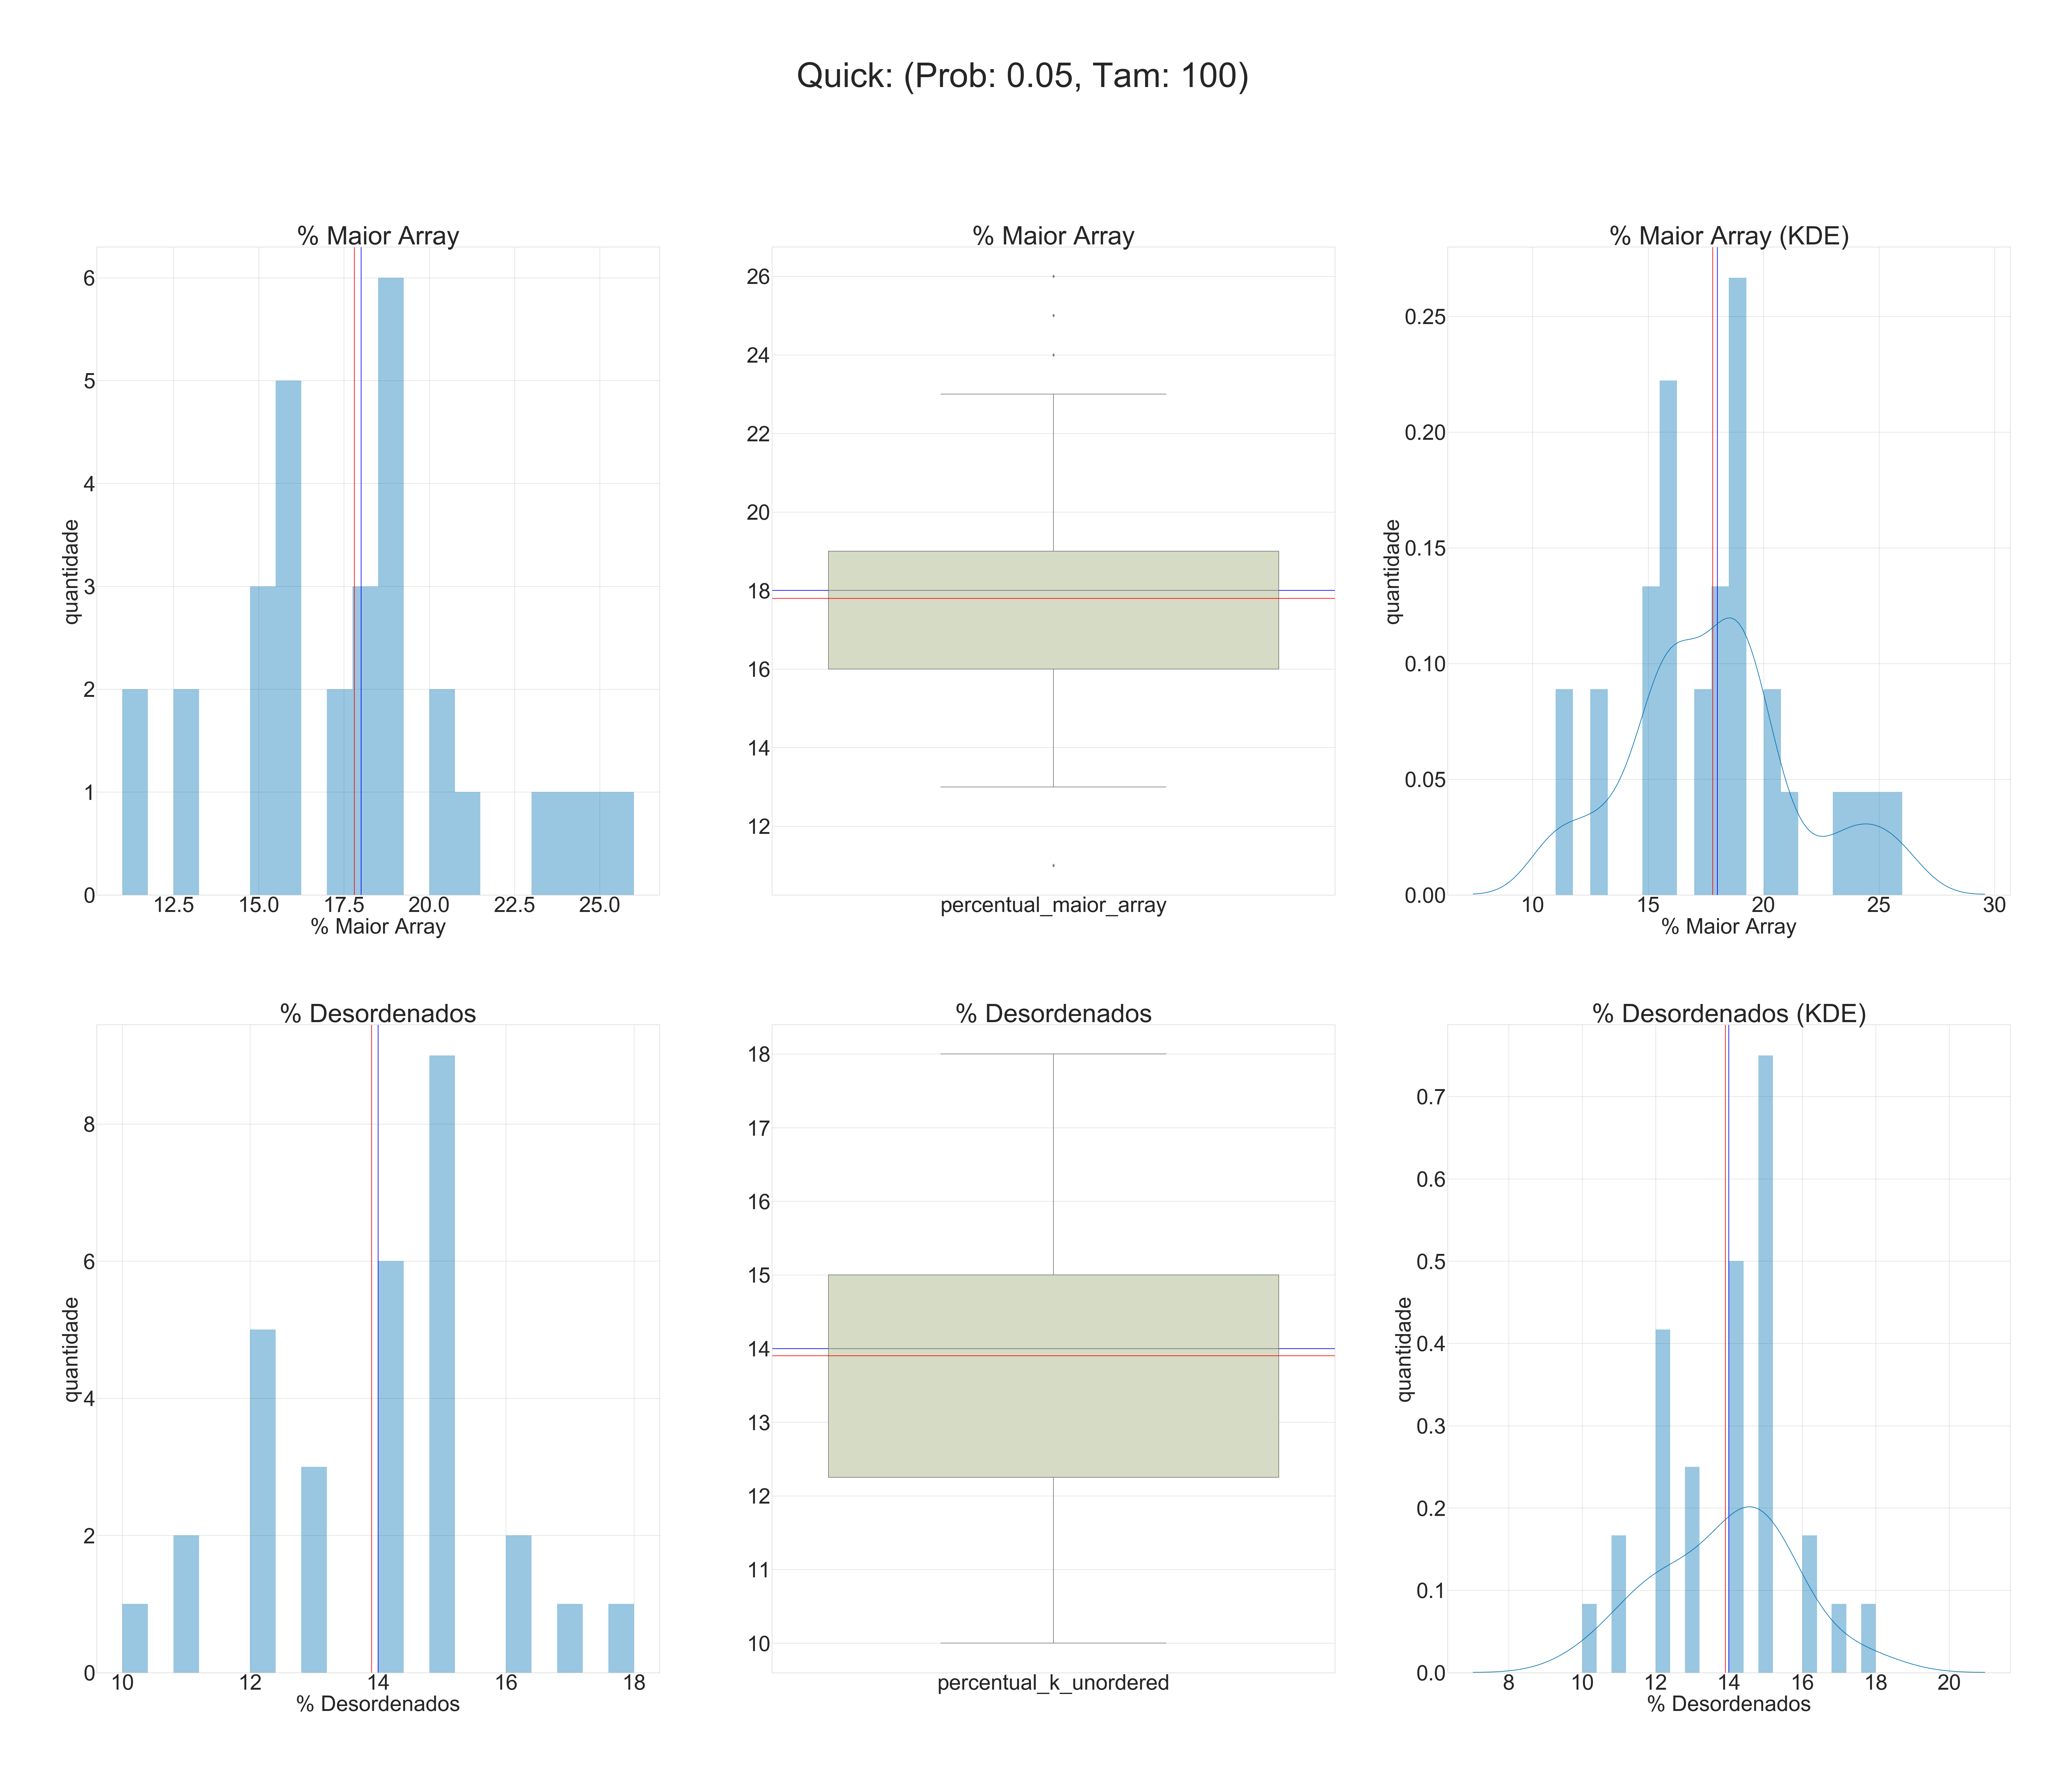 Quick: (Prob: 0.05, Tam: 100)
% Maior Array
6
5
4
3
2
1
0
quantidade
12.5 15.0 17.5 20.0 22.5 25.0
% Maior Array
% Maior Array
26
24
22
20
18
16
14
12
percentual_maior_array
% Maior Array (KDE)
0.25
0.20
0.15
0.10
0.05
0.00
quantidade
10 15 20 25 30
% Maior Array
% Desordenados
8
6
4
2
0
quantidade
10 12 14 16 18
% Desordenados
% Desordenados
18
17
16
15
14
13
12
11
10
percentual_k_unordered
% Desordenados (KDE)
0.7
0.6
0.5
0.4
0.3
0.2
0.1
0.0
quantidade
8 10 12 14 16 18 20
% Desordenados